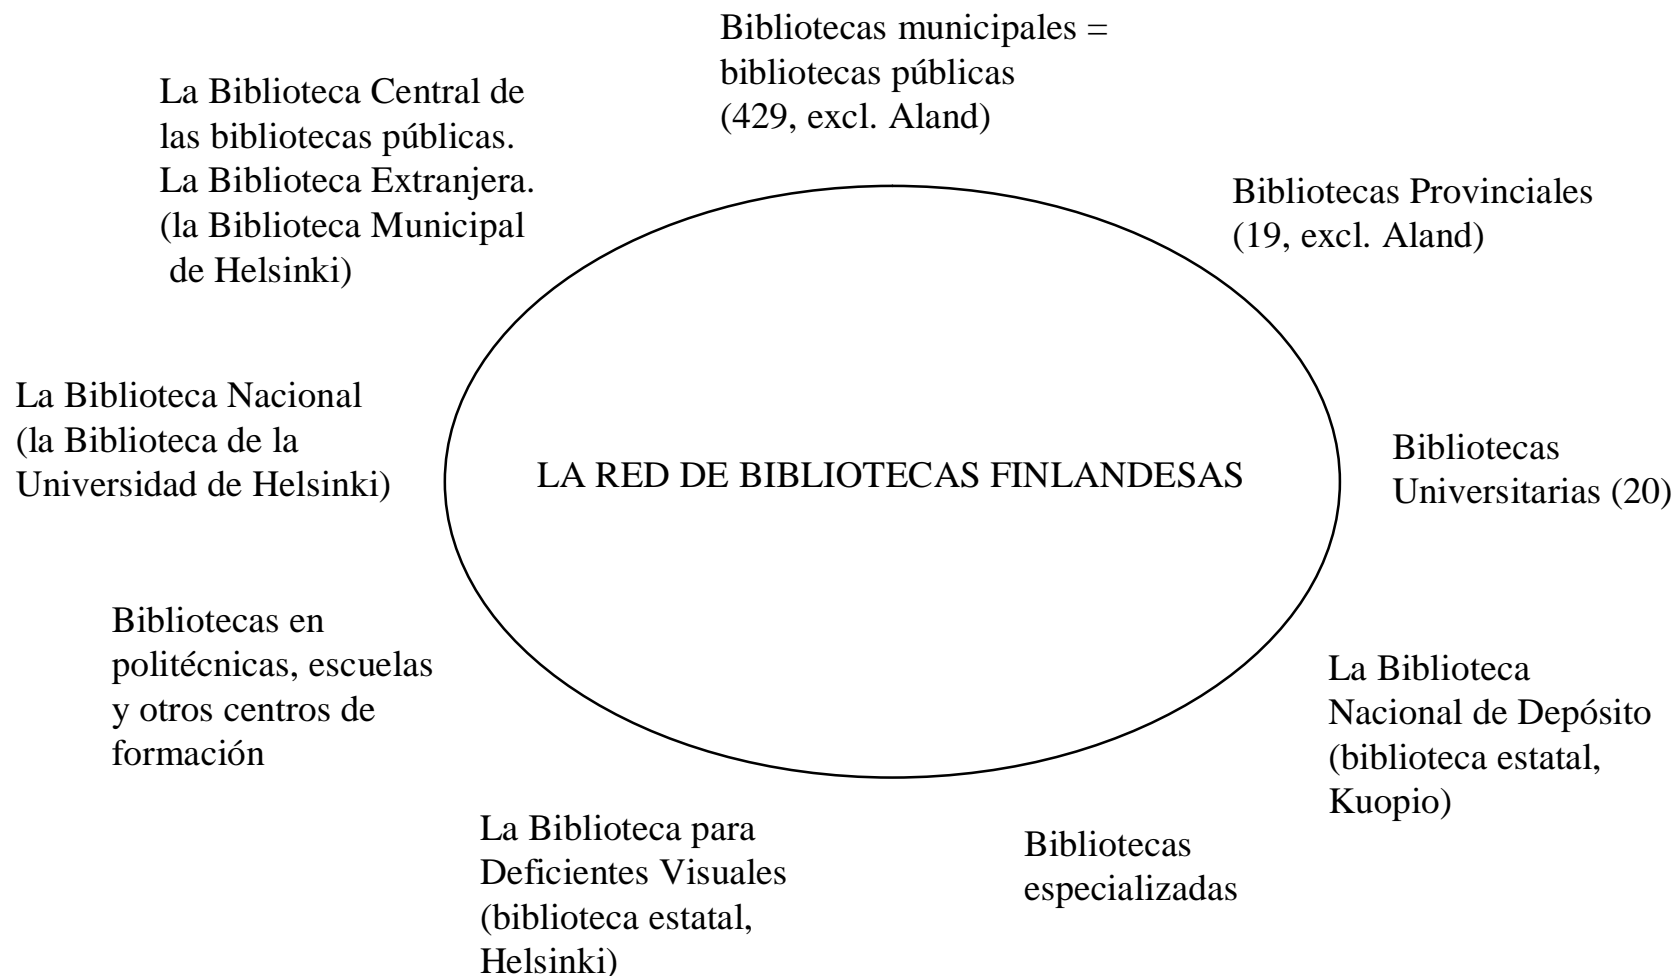 Bibliotecas municipales =
bibliotecas públicas
(429, excl. Aland)
La Biblioteca Central de
las bibliotecas públicas.
La Biblioteca Extranjera.
(la Biblioteca Municipal
de Helsinki)
Bibliotecas Provinciales
(19, excl. Aland)
La Biblioteca Nacional
(la Biblioteca de la
Universidad de Helsinki)
LA RED DE BIBLIOTECAS FINLANDESAS
Bibliotecas
Universitarias (20)
Bibliotecas en
politécnicas, escuelas
y otros centros de
formación
La Biblioteca
Nacional de Depósito
(biblioteca estatal,
Kuopio)
La Biblioteca para
Deficientes Visuales
(biblioteca estatal,
Helsinki)
Bibliotecas
especializadas